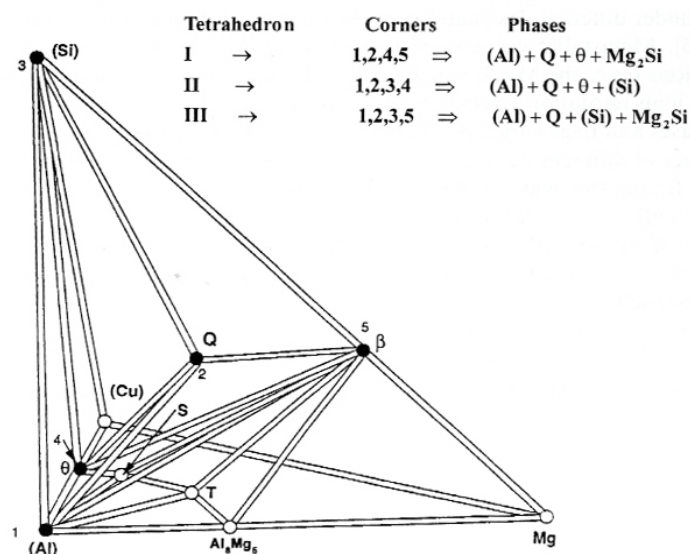 Tetrahedron Corners Phases
I → 1,2,4,5 ⇒ (Al) + Q + θ + Mg₂Si
II → 1,2,3,4 ⇒ (Al) + Q + θ + (Si)
III → 1,2,3,5 ⇒ (Al) + Q + (Si) + Mg₂Si
(Si)
3
5
β
Q
2
(Cu)
S
4
θ
T
1
(Al)
Al₈Mg₅
Mg